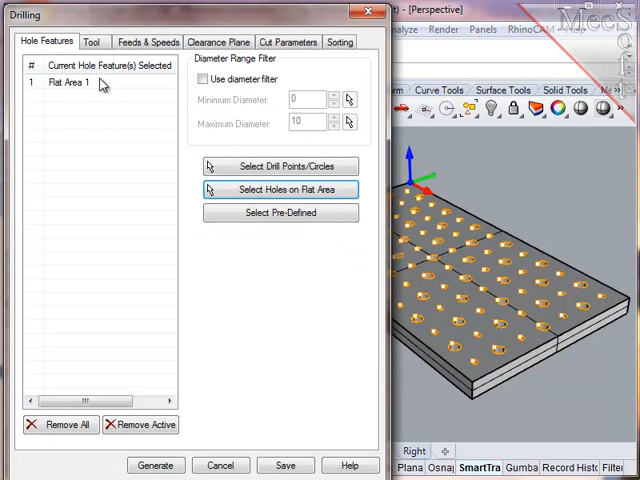 Drilling
t) - [Perspective]
MecSoft
Hole Features
Tool
Feeds & Speeds
Clearance Plane
Cut Parameters
Sorting
Analyze
Render
RhinoCAM
#
Current Hole Feature(s) Selected
1
Flat Area 1
Diameter Range Filter
Use diameter filter
Minimum Diameter:
0
Maximum Diameter:
10
Select Drill Points/Circles
Select Holes on Flat Area
Select Pre-Defined
Curve Tools
Surface Tools
Solid Tools
Me
Remove All
Remove Active
Generate
Cancel
Save
Help
Right
Plana
Osnap
SmartTra
Gumba
Record Histo
Filter